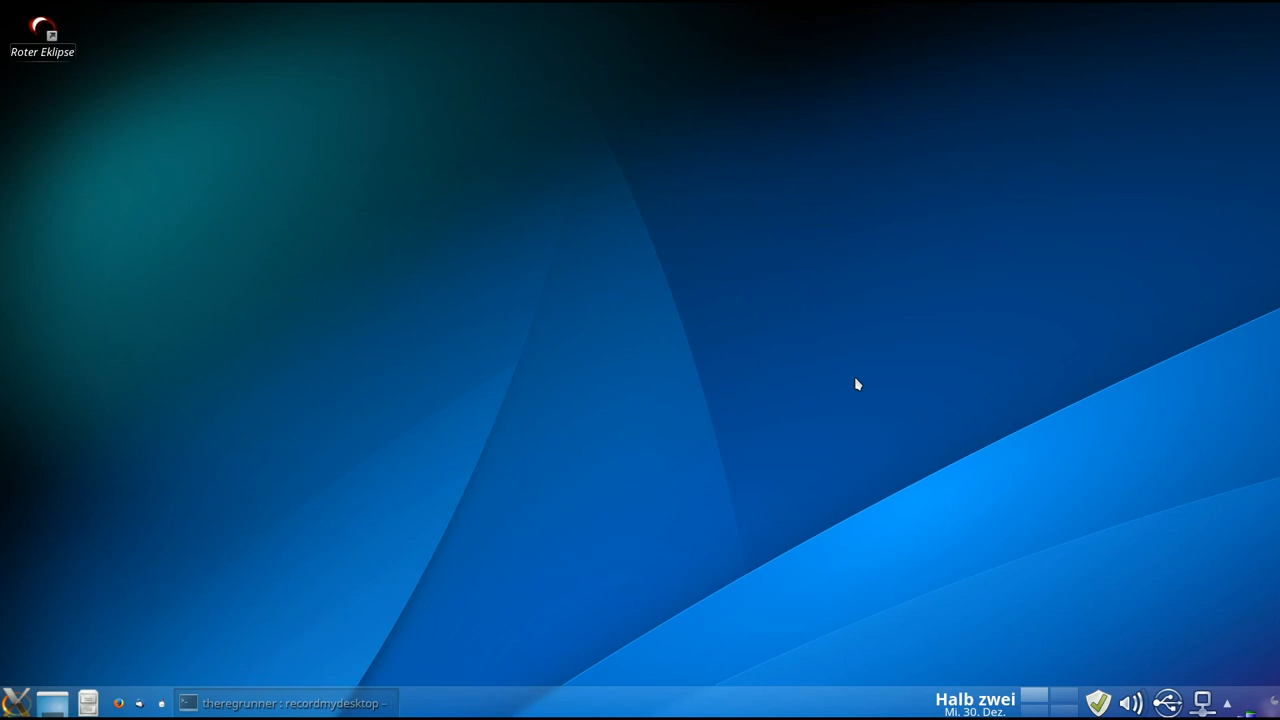 Roter Eklipse
theregrunner : recordmydesktop –
Halb zwei
Mi. 30. Dez.